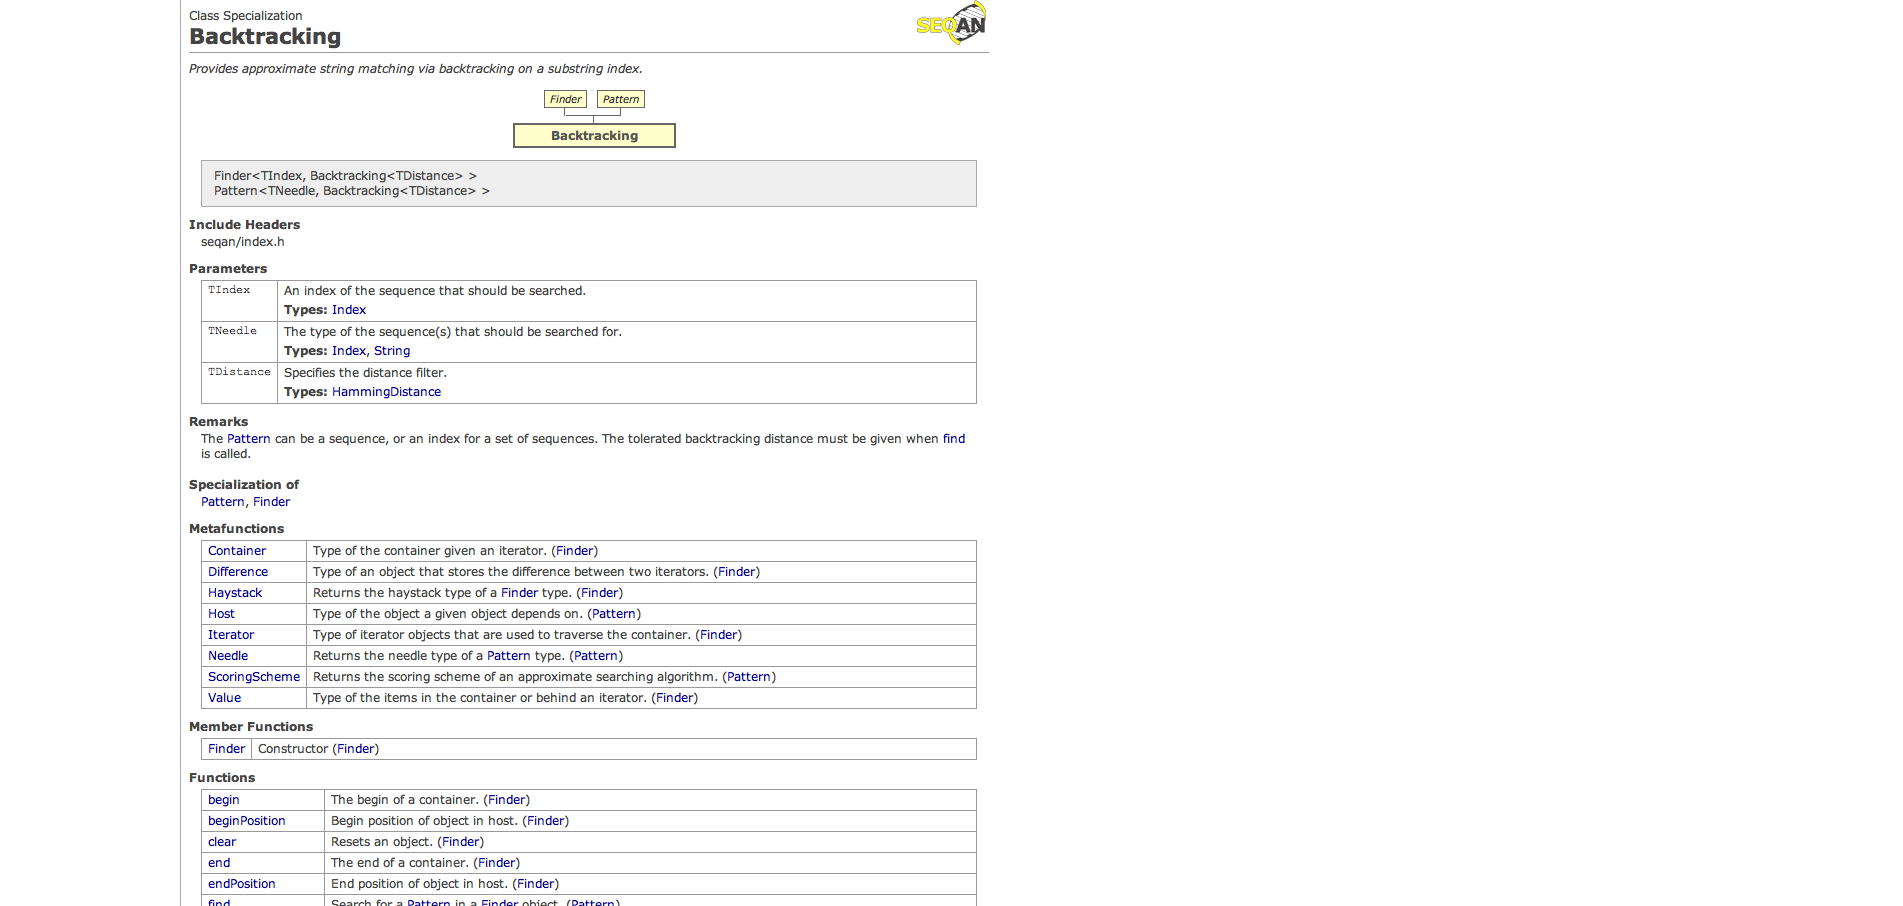 Class Specialization
Backtracking
SEQAN
Provides approximate string matching via backtracking on a substring index.
Finder Pattern
Backtracking
Finder<TIndex, Backtracking<TDistance> >
Pattern<TNeedle, Backtracking<TDistance> >
Include Headers
seqan/index.h
Parameters
TIndex An index of the sequence that should be searched.
Types: Index
TNeedle The type of the sequence(s) that should be searched for.
Types: Index, String
TDistance Specifies the distance filter.
Types: HammingDistance
Remarks
The Pattern can be a sequence, or an index for a set of sequences. The tolerated backtracking distance must be given when find
is called.
Specialization of
Pattern, Finder
Metafunctions
Container Type of the container given an iterator. (Finder)
Difference Type of an object that stores the difference between two iterators. (Finder)
Haystack Returns the haystack type of a Finder type. (Finder)
Host Type of the object a given object depends on. (Pattern)
Iterator Type of iterator objects that are used to traverse the container. (Finder)
Needle Returns the needle type of a Pattern type. (Pattern)
ScoringScheme Returns the scoring scheme of an approximate searching algorithm. (Pattern)
Value Type of the items in the container or behind an iterator. (Finder)
Member Functions
Finder Constructor (Finder)
Functions
begin The begin of a container. (Finder)
beginPosition Begin position of object in host. (Finder)
clear Resets an object. (Finder)
end The end of a container. (Finder)
endPosition End position of object in host. (Finder)
find Search for a Pattern in a Finder object. (Pattern)